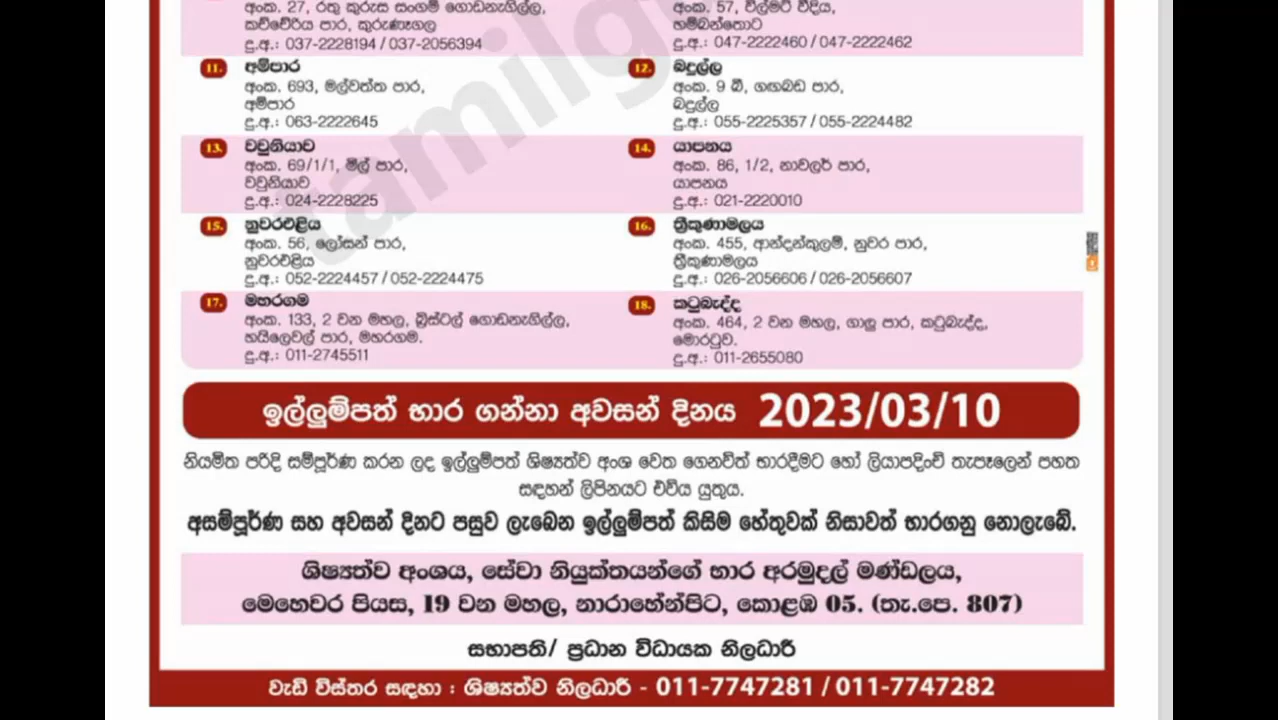 අංක. 27, රතු කුරුස සංගම් ගොඩනැගිල්ල,
කච්චේරිය පාර, කුරුණෑගල
දු.අ.: 037-2228194 / 037-2056394
අංක. 57, විල්මට් වීදිය,
හම්බන්තොට
දු.අ.: 047-2222460 / 047-2222462
11. අම්පාර
අංක. 693, මල්වත්ත පාර,
අම්පාර
දු.අ.: 063-2222645
12. බදුල්ල
අංක. 9 බී, ගඟබඩ පාර,
බදුල්ල
දු.අ.: 055-2225357 / 055-2224482
13. වවුනියාව
අංක. 69/1/1, මිල් පාර,
වවුනියාව
දු.අ.: 024-2228225
14. යාපනය
අංක. 86, 1/2, නාවලර් පාර,
යාපනය
දු.අ.: 021-2220010
15. නුවරඑළිය
අංක. 56, ලෝසන් පාර,
නුවරඑළිය
දු.අ.: 052-2224457 / 052-2224475
16. ත්‍රීකුණාමලය
අංක. 455, ආන්දන්කුලම්, නුවර පාර,
ත්‍රීකුණාමලය
දු.අ.: 026-2056606 / 026-2056607
17. මහරගම
අංක. 133, 2 වන මහල, බ්‍රිස්ටල් ගොඩනැගිල්ල,
හයිලෙවල් පාර, මහරගම.
දු.අ.: 011-2745511
18. කටුබැද්ද
අංක. 464, 2 වන මහල, ගාලු පාර, කටුබැද්ද,
මොරටුව.
දු.අ.: 011-2655080
tamilg
ඉල්ලුම්පත් භාර ගන්නා අවසන් දිනය 2023/03/10
නියමිත පරිදි සම්පූර්ණ කරන ලද ඉල්ලුම්පත් ශිෂ්‍යත්ව අංශ වෙත ගෙනවිත් භාරදීමට හෝ ලියාපදිංචි තැපෑලෙන් පහත
සඳහන් ලිපිනයට එවිය යුතුය.
අසම්පූර්ණ සහ අවසන් දිනට පසුව ලැබෙන ඉල්ලුම්පත් කිසිම හේතුවක් නිසාවත් භාරගනු නොලැබේ.
ශිෂ්‍යත්ව අංශය, සේවා නියුක්තයන්ගේ භාර අරමුදල් මණ්ඩලය,
මෙහෙවර පියස, 19 වන මහල, නාරාහේන්පිට, කොළඹ 05. (තැ.පෙ. 807)
සභාපති/ ප්‍රධාන විධායක නිලධාරී
වැඩි විස්තර සඳහා : ශිෂ්‍යත්ව නිලධාරී - 011-7747281 / 011-7747282